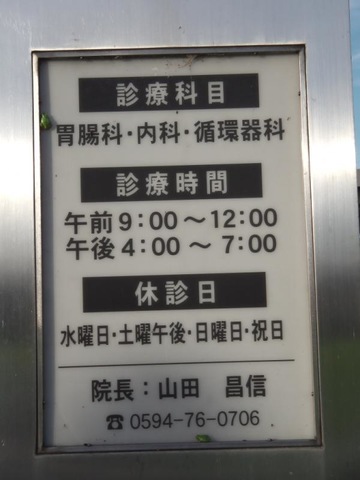 診療科目
胃腸科・内科・循環器科
診療時間
午前9:00～12:00
午後4:00～ 7:00
休診日
水曜日・土曜午後・日曜日・祝日
院長：山田 昌信
☎0594-76-0706